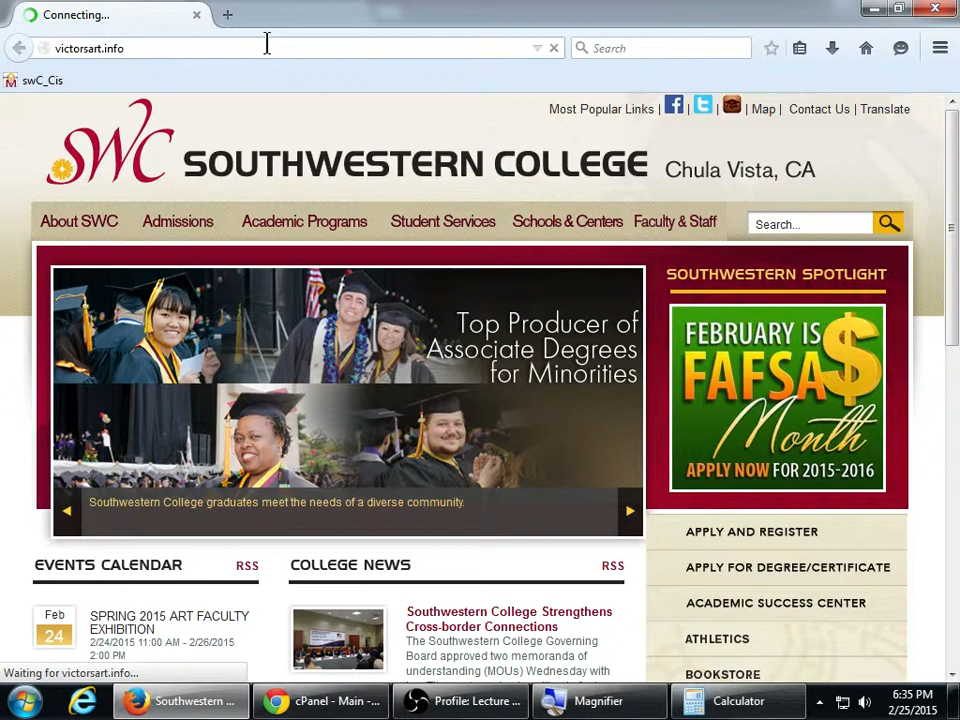 Connecting...
victorsart.info
Search
swC_Cis
Most Popular Links | | | | Map | Contact Us | Translate
SWC SOUTHWESTERN COLLEGE Chula Vista, CA
About SWC Admissions Academic Programs Student Services Schools & Centers Faculty & Staff
Search...
Top Producer of
Associate Degrees
for Minorities
Southwestern College graduates meet the needs of a diverse community.
SOUTHWESTERN SPOTLIGHT
FEBRUARY IS
FAFSA $
Month
APPLY NOW FOR 2015-2016
APPLY AND REGISTER
APPLY FOR DEGREE/CERTIFICATE
ACADEMIC SUCCESS CENTER
ATHLETICS
BOOKSTORE
EVENTS CALENDAR RSS
Feb
24
SPRING 2015 ART FACULTY
EXHIBITION
2/24/2015 11:00 AM - 2/26/2015
2:00 PM
COLLEGE NEWS RSS
Southwestern College Strengthens
Cross-border Connections
The Southwestern College Governing
Board approved two memoranda of
understanding (MOUs) Wednesday with
Waiting for victorsart.info...
Southwestern ...
cPanel - Main -...
Profile: Lecture ...
Magnifier
Calculator
6:35 PM
2/25/2015